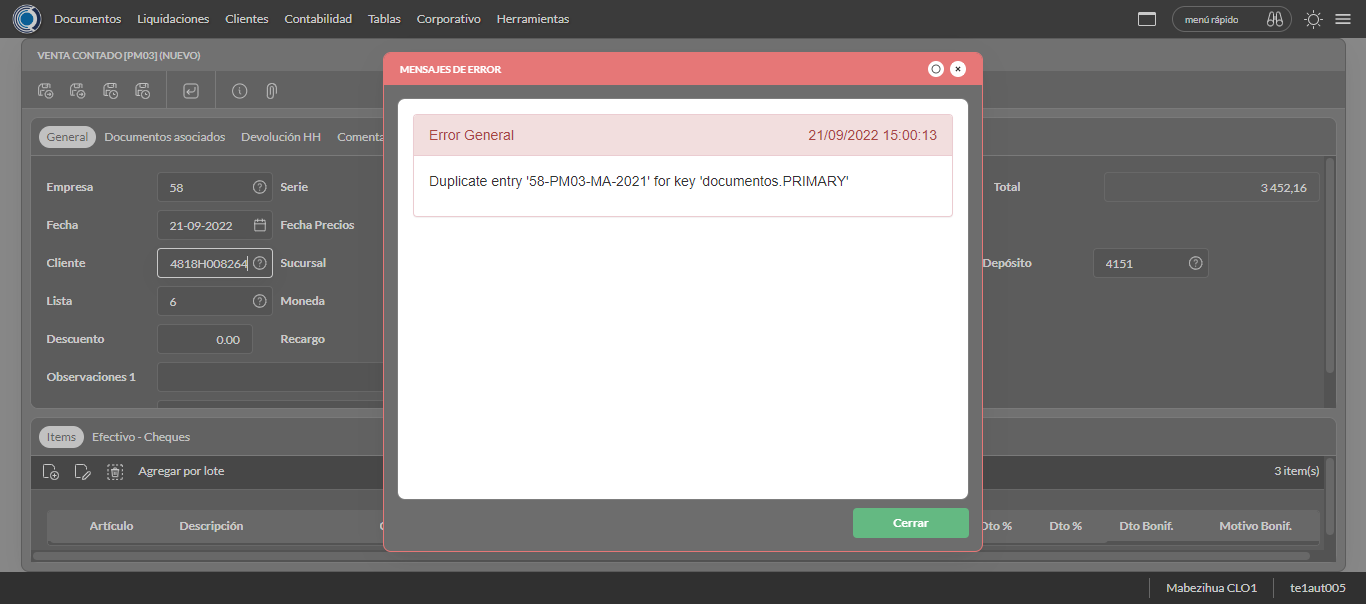 Documentos Liquidaciones Clientes Contabilidad Tablas Corporativo Herramientas menú rápido
VENTA CONTADO [PM03] (NUEVO)
MENSAJES DE ERROR
Error General 21/09/2022 15:00:13
Duplicate entry '58-PM03-MA-2021' for key 'documentos.PRIMARY'
Cerrar
General Documentos asociados Devolución HH Comenta
Empresa 58 Serie Total 3 452,16
Fecha 21-09-2022 Fecha Precios
Cliente 4818H008264 Sucursal Depósito 4151
Lista 6 Moneda
Descuento 0.00 Recargo
Observaciones 1
Items Efectivo - Cheques
Agregar por lote 3 item(s)
Artículo Descripción Dto % Dto % Dto Bonif. Motivo Bonif.
Mabezihua CLO1 te1aut005